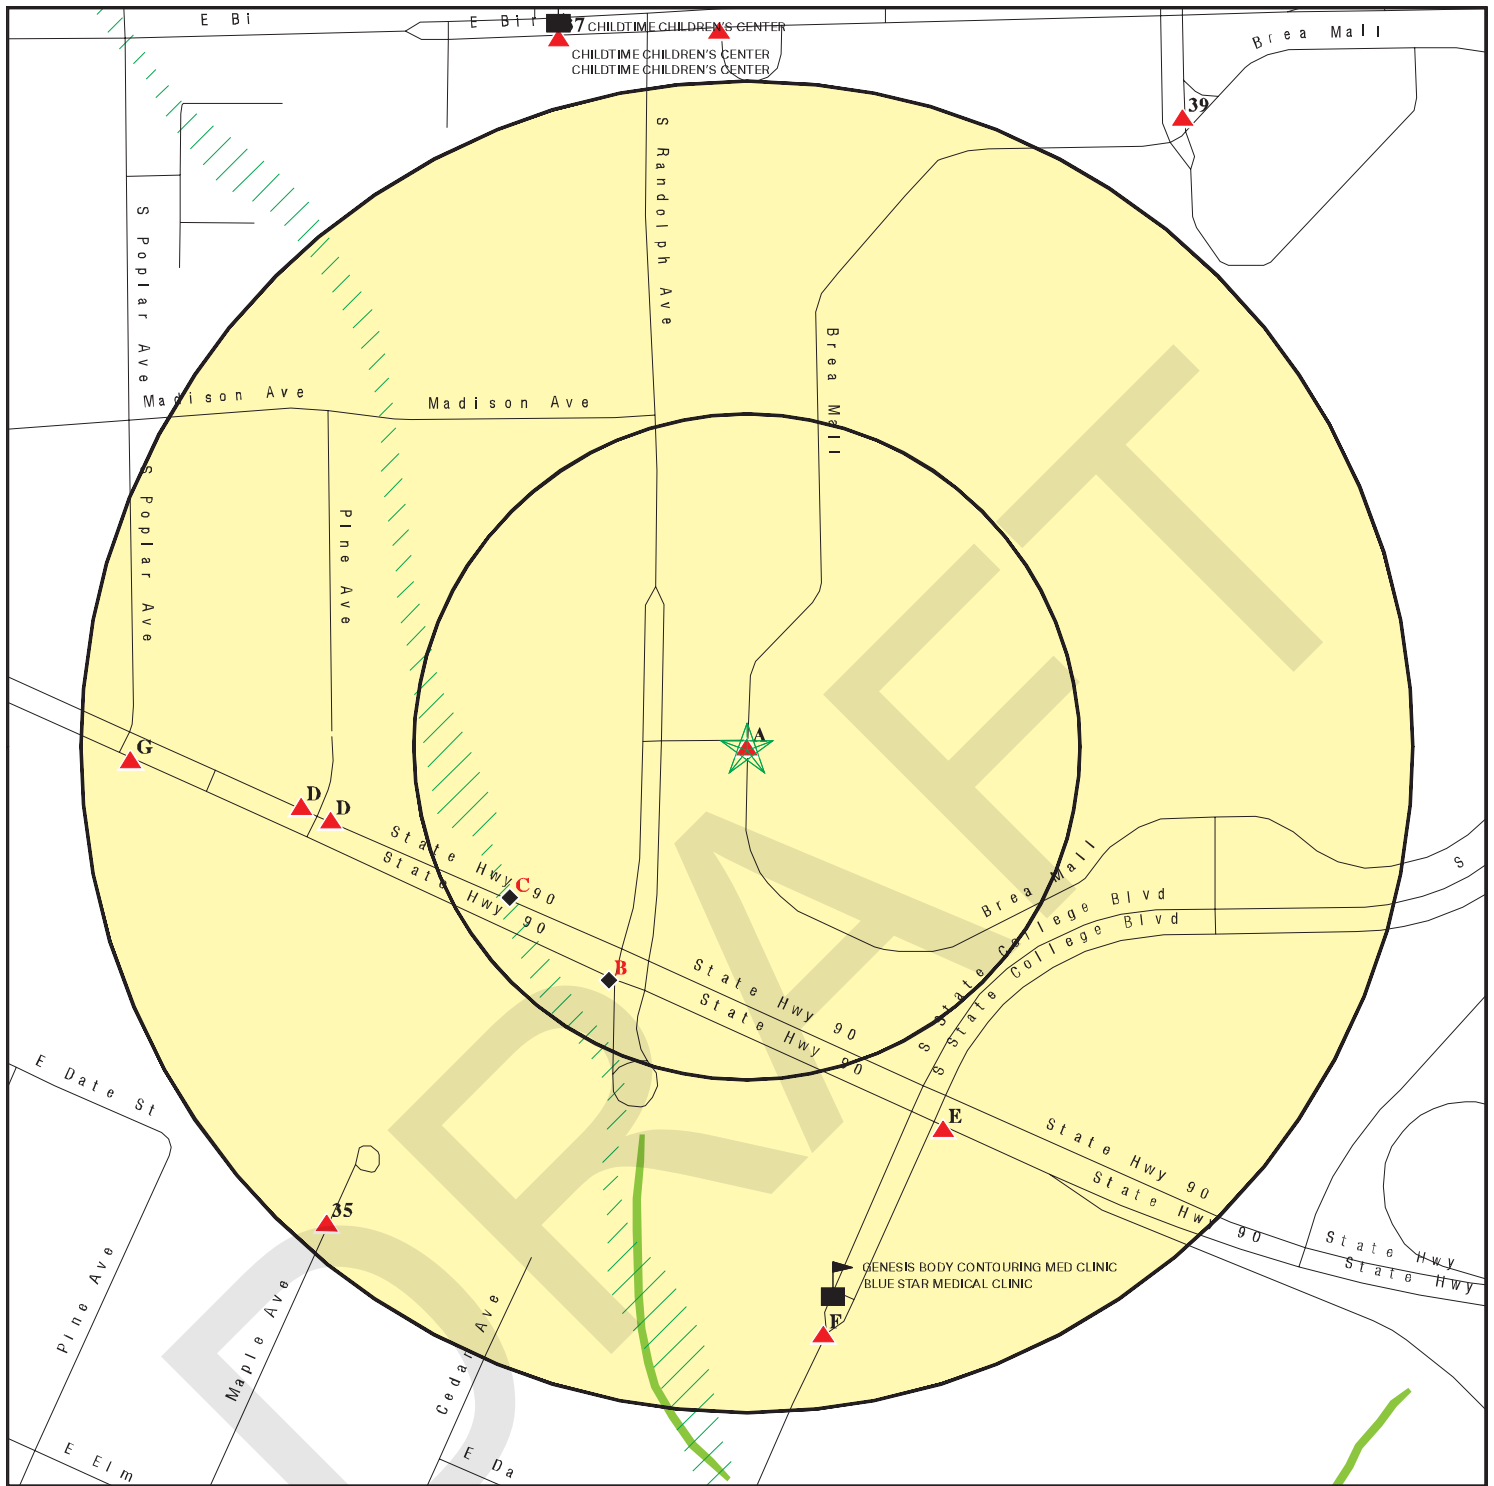 E Bi
E Bir
37 CHILDTIME CHILDREN'S CENTER
CHILDTIME CHILDREN'S CENTER
CHILDTIME CHILDREN'S CENTER
Brea Mall
39
S Randolph Ave
S Poplar Ave
Brea Mall
Madison Ave
Madison Ave
S Poplar Ave
Pine Ave
A
G
D
D
State Hwy 90
State Hwy 90
C
B
Brea Mall
S State College Blvd
S State College Blvd
S
State Hwy 90
State Hwy 90
E
State Hwy 90
State Hwy 90
State Hwy
State Hwy
E Date St
35
Pine Ave
Maple Ave
Cedar Ave
GENESIS BODY CONTOURING MED CLINIC
BLUE STAR MEDICAL CLINIC
F
E Elm
E Da
DRAFT